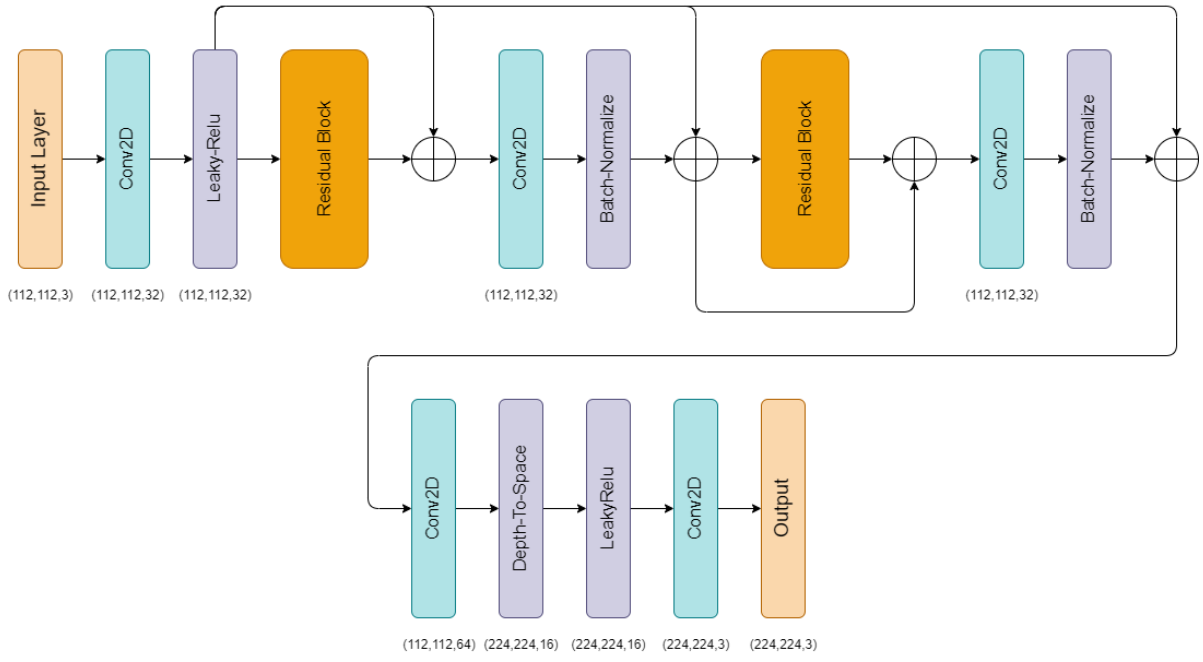 Input Layer
Conv2D
Leaky-Relu
Residual Block
Conv2D
Batch-Normalize
Residual Block
Conv2D
Batch-Normalize
(112,112,3)
(112,112,32)
(112,112,32)
(112,112,32)
(112,112,32)
Conv2D
Depth-To-Space
LeakyRelu
Conv2D
Output
(112,112,64)
(224,224,16)
(224,224,16)
(224,224,3)
(224,224,3)